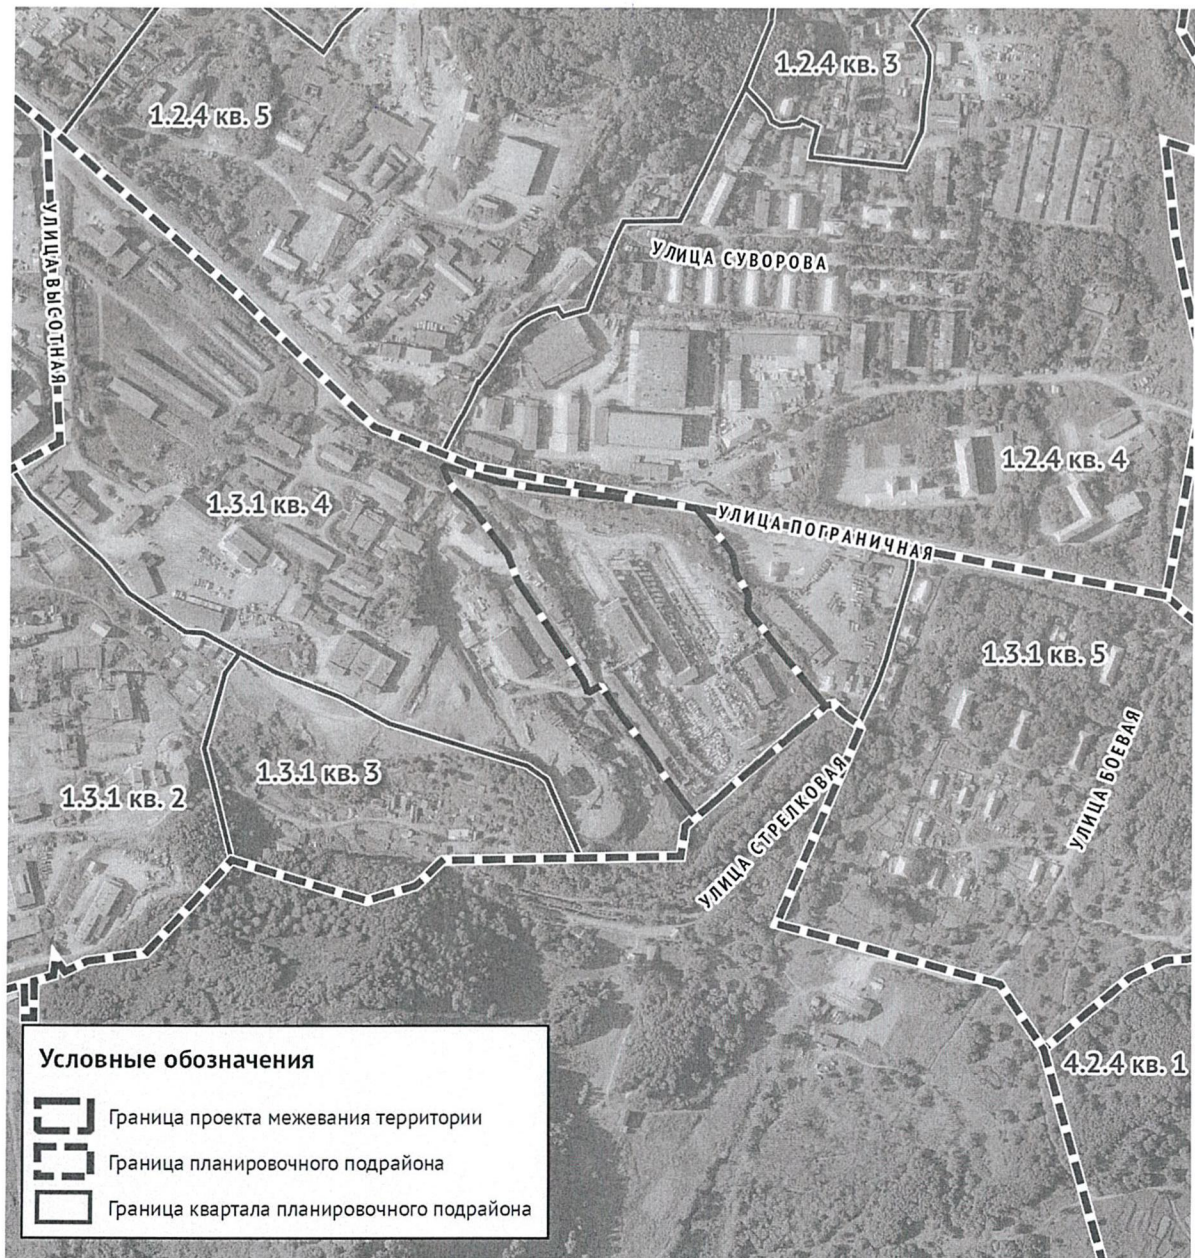 1.2.4 кв. 3
1.2.4 кв. 5
УЛИЦА ВЫСОТНАЯ
УЛИЦА СУВОРОВА
1.2.4 кв. 4
1.3.1 кв. 4
УЛИЦА ПОГРАНИЧНАЯ
1.3.1 кв. 5
УЛИЦА БОЕВАЯ
1.3.1 кв. 3
1.3.1 кв. 2
УЛИЦА СТРЕЛКОВАЯ
4.2.4 кв. 1
Условные обозначения
Граница проекта межевания территории
Граница планировочного подрайона
Граница квартала планировочного подрайона